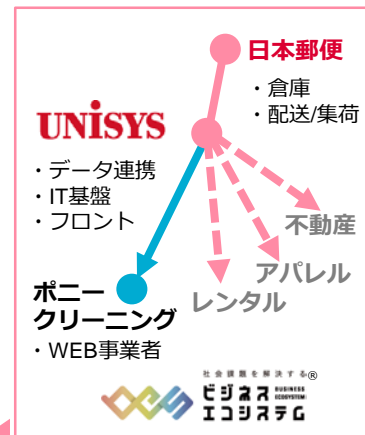 日本郵便
・倉庫
・配送/集荷
UNiSYS
・データ連携
・IT基盤
・フロント
不動産
アパレル
レンタル
ポニー
クリーニング
・WEB事業者
社会課題を解決する®
ビジネス BUSINESS ECOSYSTEM
エコシステム